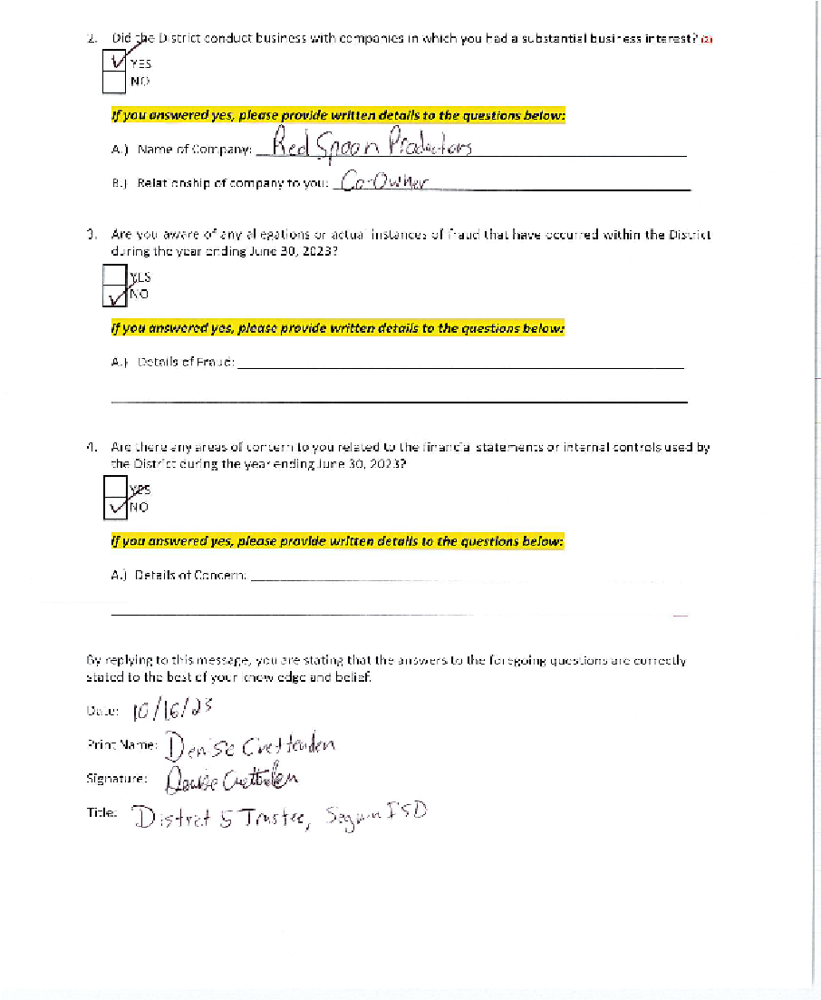 2. Did the District conduct business with companies in which you had a substantial business interest? (2)
YES
NO
If you answered yes, please provide written details to the questions below:
A.) Name of Company: Red Spoon Productions
B.) Relationship of company to you: Co-Owner
3. Are you aware of any allegations or actual instances of fraud that have occurred within the District
during the year ending June 30, 2023?
YES
NO
If you answered yes, please provide written details to the questions below:
A.) Details of Fraud:
4. Are there any areas of concern to you related to the financial statements or internal controls used by
the District during the year ending June 30, 2023?
YES
NO
If you answered yes, please provide written details to the questions below:
A.) Details of Concern:
By replying to this message, you are stating that the answers to the foregoing questions are correctly
stated to the best of your knowledge and belief.
Date: 10/16/23
Print Name: Denise Crettenden
Signature: Denise Crettenden
Title: District 5 Trustee, Seguin ISD